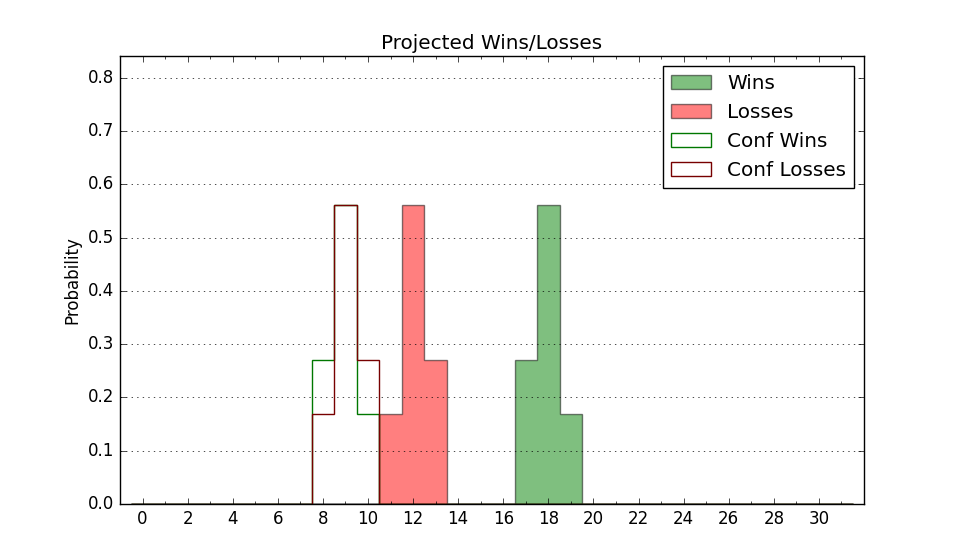 Projected Wins/Losses
Wins
Losses
Conf Wins
Conf Losses
Probability
0.8
0.7
0.6
0.5
0.4
0.3
0.2
0.1
0.0
0 2 4 6 8 10 12 14 16 18 20 22 24 26 28 30